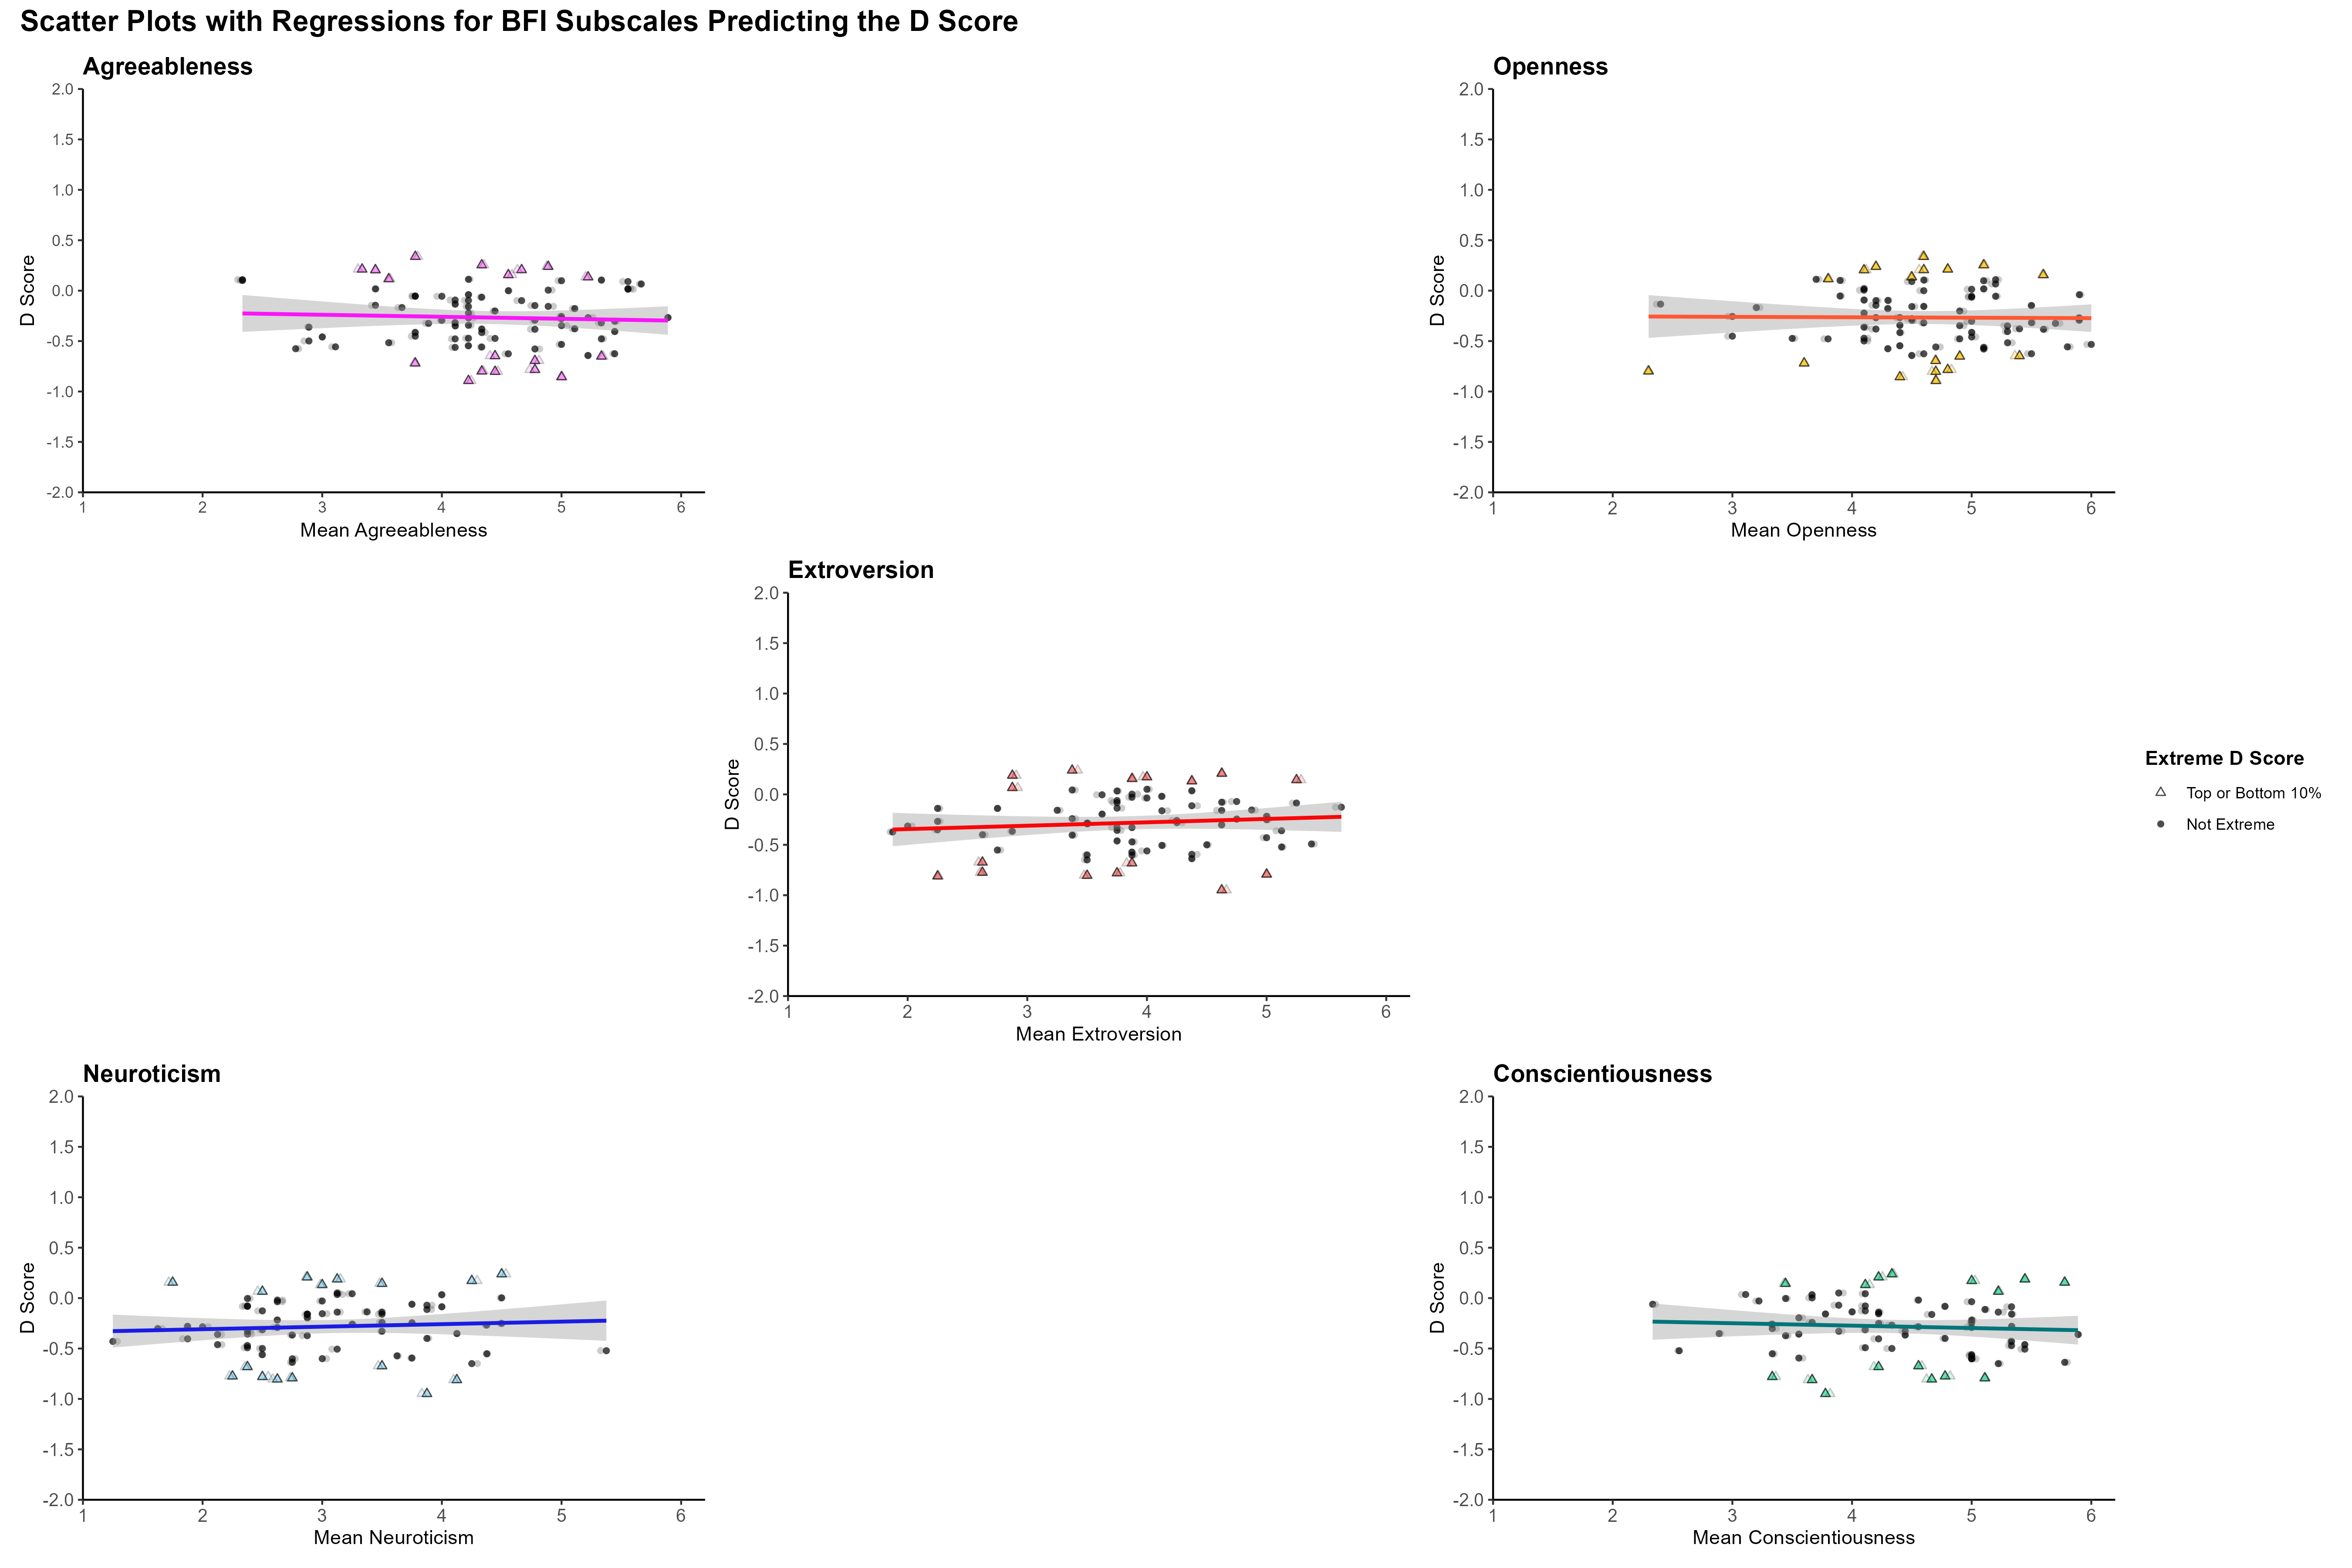 Scatter Plots with Regressions for BFI Subscales Predicting the D Score
Agreeableness
2.0
1.5
1.0
0.5
0.0
-0.5
-1.0
-1.5
-2.0
D Score
1 2 3 4 5 6
Mean Agreeableness
Openness
2.0
1.5
1.0
0.5
0.0
-0.5
-1.0
-1.5
-2.0
D Score
1 2 3 4 5 6
Mean Openness
Extroversion
2.0
1.5
1.0
0.5
0.0
-0.5
-1.0
-1.5
-2.0
D Score
1 2 3 4 5 6
Mean Extroversion
Extreme D Score
Top or Bottom 10%
Not Extreme
Neuroticism
2.0
1.5
1.0
0.5
0.0
-0.5
-1.0
-1.5
-2.0
D Score
1 2 3 4 5 6
Mean Neuroticism
Conscientiousness
2.0
1.5
1.0
0.5
0.0
-0.5
-1.0
-1.5
-2.0
D Score
1 2 3 4 5 6
Mean Conscientiousness